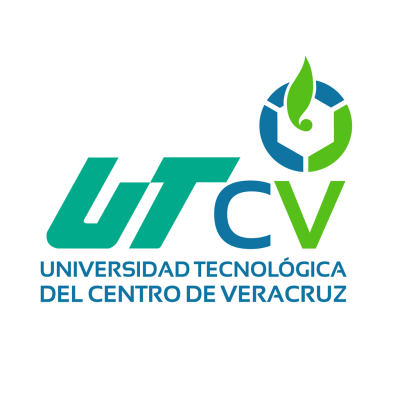 UTCV
UNIVERSIDAD TECNOLÓGICA
DEL CENTRO DE VERACRUZ